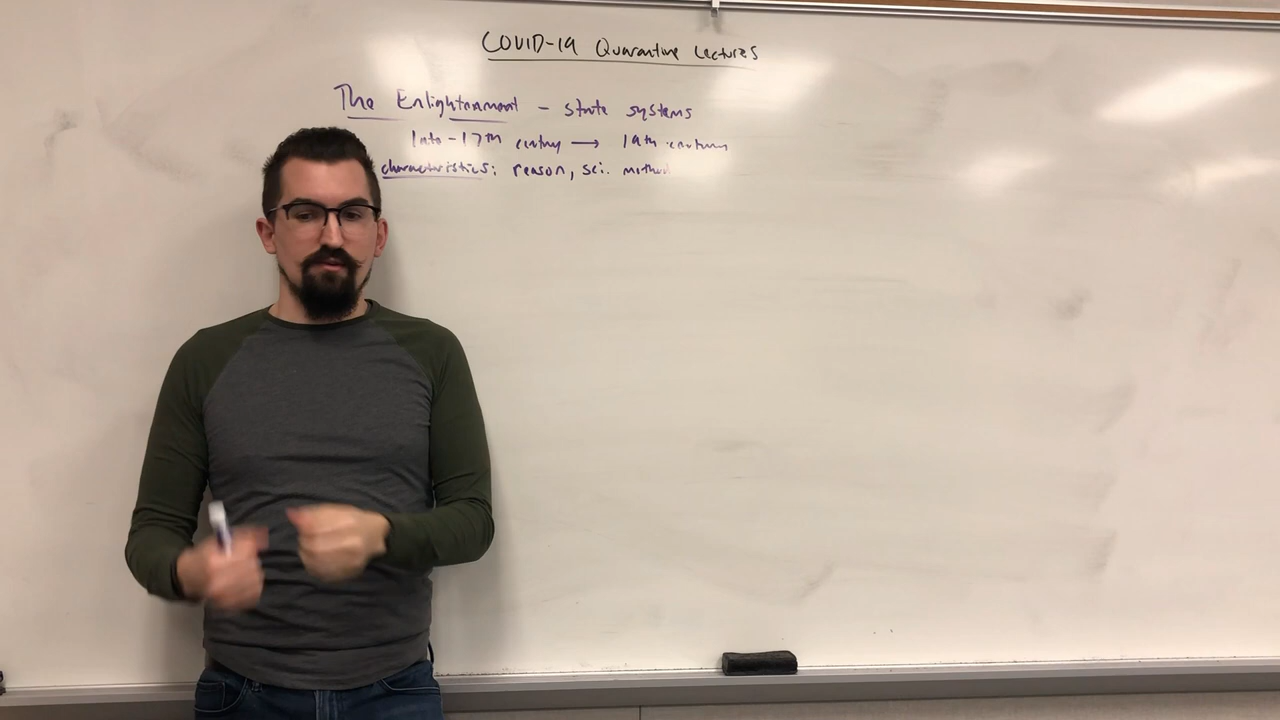 COVID-19 Quarantine Lectures
The Enlightenment - state systems
late-17th century → 19th century
characteristics: reason, sci. method